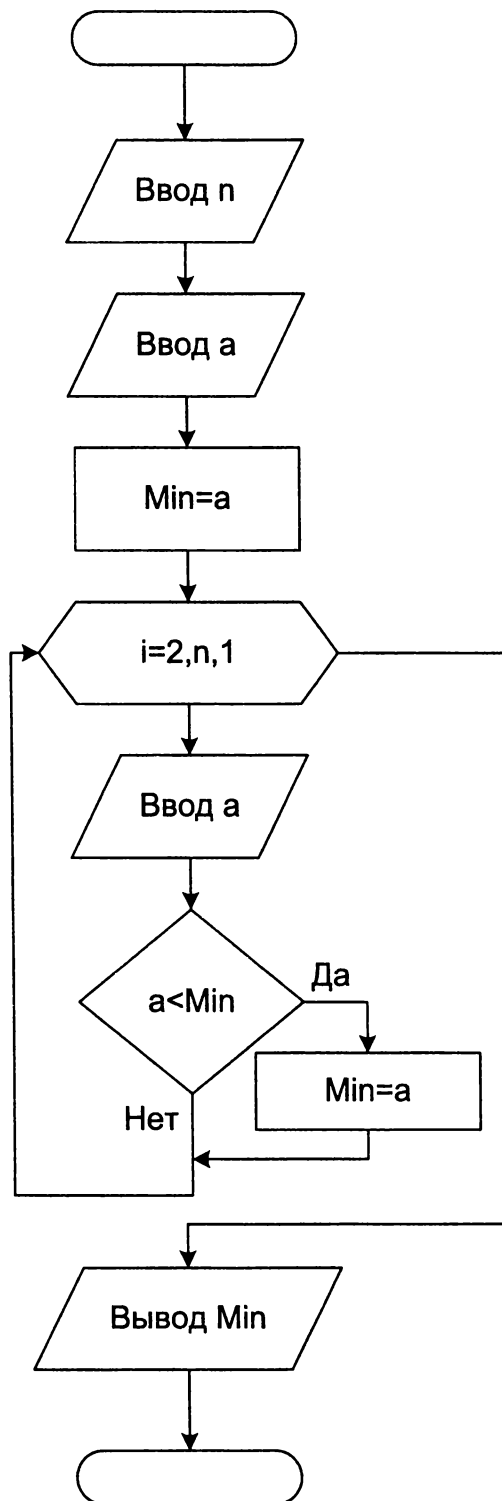 Ввод n
Ввод a
Min=a
i=2,n,1
Ввод a
a<Min
Да
Min=a
Нет
Вывод Min